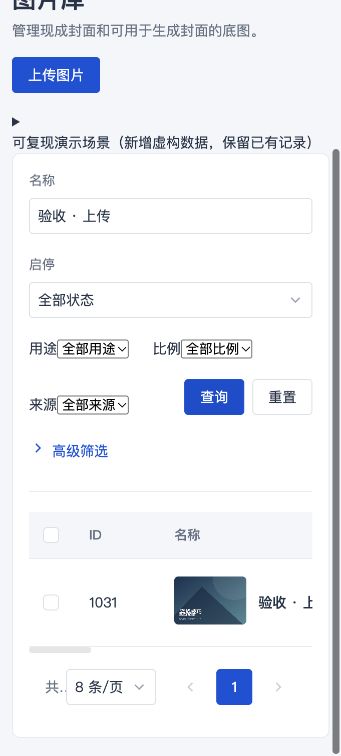 图片库
管理现成封面和可用于生成封面的底图。
上传图片
可复现演示场景（新增虚构数据，保留已有记录）
名称
验收 · 上传
启停
全部状态
用途 全部用途 比例 全部比例
来源 全部来源 查询 重置
高级筛选
ID 名称
1031 验收 · 上
共.. 8 条/页 1